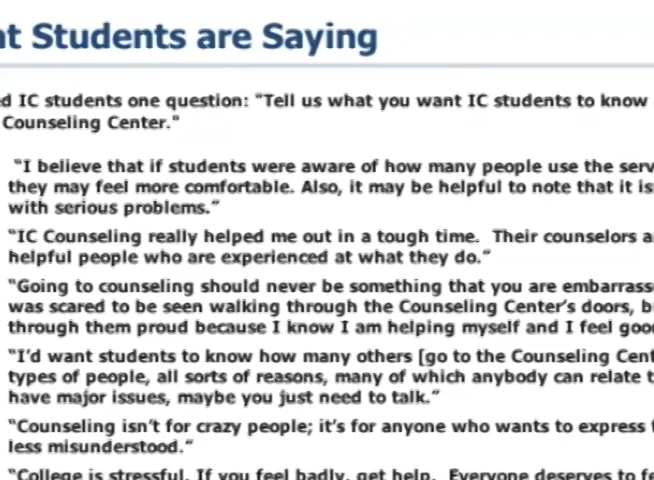 nt Students are Saying
d IC students one question: "Tell us what you want IC students to know
Counseling Center."
"I believe that if students were aware of how many people use the serv
they may feel more comfortable. Also, it may be helpful to note that it is
with serious problems."
"IC Counseling really helped me out in a tough time. Their counselors a
helpful people who are experienced at what they do."
"Going to counseling should never be something that you are embarrass
was scared to be seen walking through the Counseling Center's doors, b
through them proud because I know I am helping myself and I feel goo
"I'd want students to know how many others [go to the Counseling Cent
types of people, all sorts of reasons, many of which anybody can relate t
have major issues, maybe you just need to talk."
"Counseling isn't for crazy people; it's for anyone who wants to express
less misunderstood."
"College is stressful. If you feel badly, get help. Everyone deserves to fe